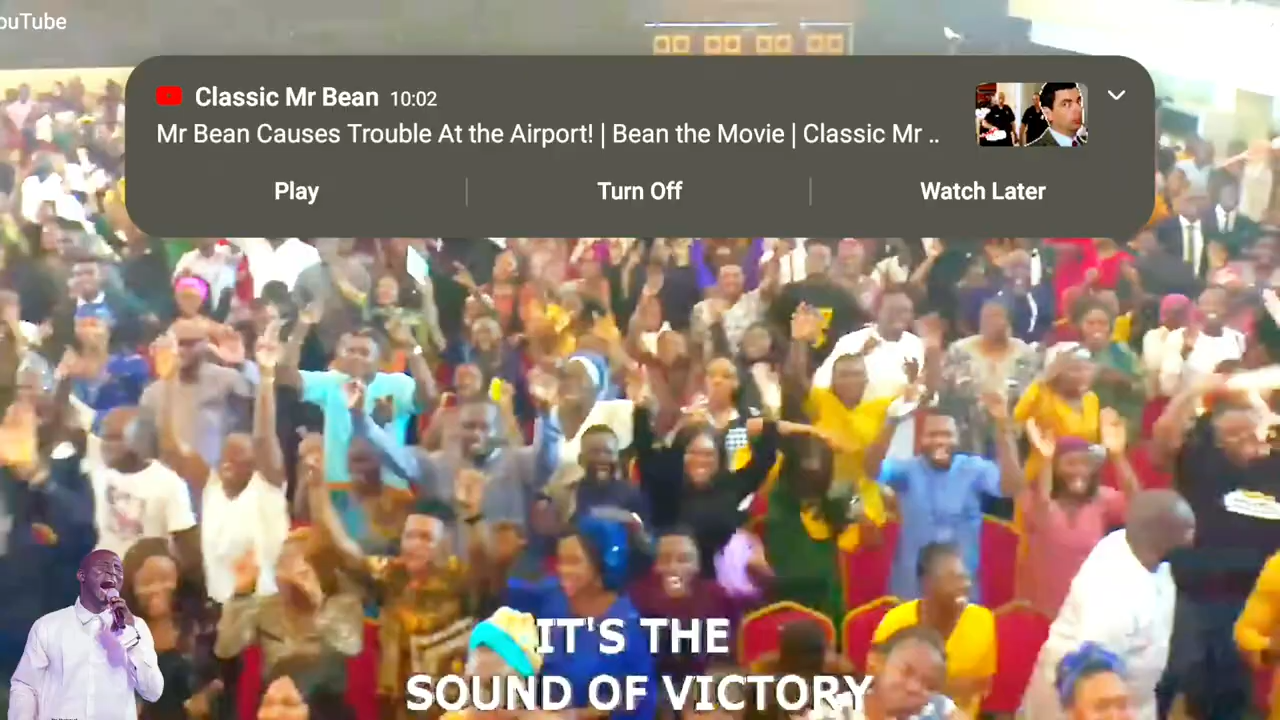 ouTube
Classic Mr Bean 10:02
Mr Bean Causes Trouble At the Airport! | Bean the Movie | Classic Mr ..
Play
Turn Off
Watch Later
IT'S THE
SOUND OF VICTORY